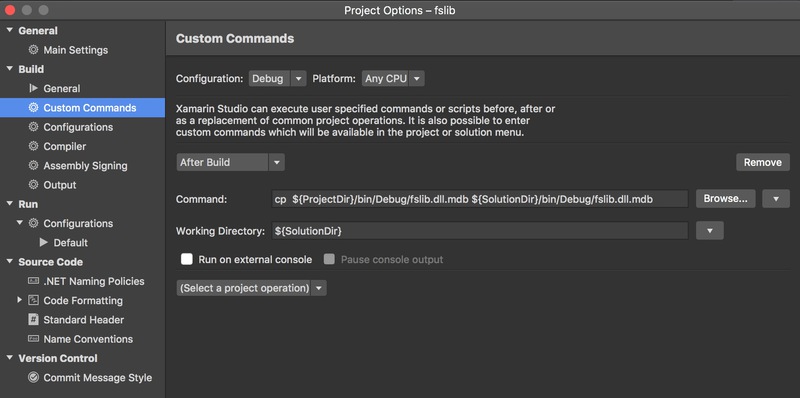 Project Options – fslib
General
Main Settings
Build
General
Custom Commands
Configurations
Compiler
Assembly Signing
Output
Run
Configurations
Default
Source Code
.NET Naming Policies
Code Formatting
Standard Header
Name Conventions
Version Control
Commit Message Style
Custom Commands
Configuration: Debug Platform: Any CPU
Xamarin Studio can execute user specified commands or scripts before, after or
as a replacement of common project operations. It is also possible to enter
custom commands which will be available in the project or solution menu.
After Build Remove
Command: cp ${ProjectDir}/bin/Debug/fslib.dll.mdb ${SolutionDir}/bin/Debug/fslib.dll.mdb Browse...
Working Directory: ${SolutionDir}
Run on external console Pause console output
(Select a project operation)